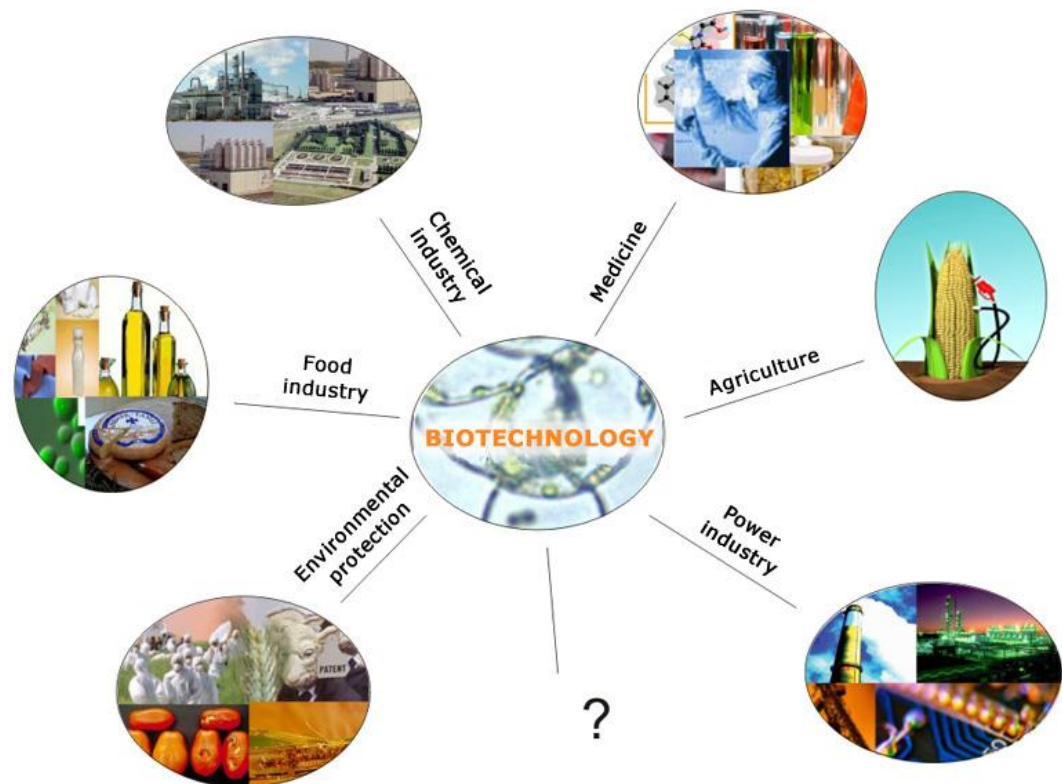 Chemical
industry
Medicine
Food
industry
Agriculture
BIOTECHNOLOGY
Environmental
protection
Power
industry
PATENT
?